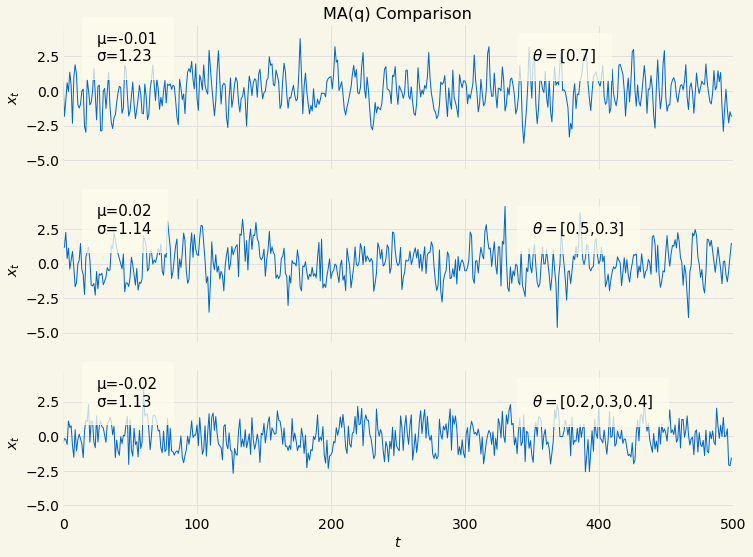 MA(q) Comparison
μ=-0.01
σ=1.23
θ = [0.7]
2.5
0.0
−2.5
−5.0
x_t
μ=0.02
σ=1.14
θ = [0.5,0.3]
2.5
0.0
−2.5
−5.0
x_t
μ=-0.02
σ=1.13
θ = [0.2,0.3,0.4]
2.5
0.0
−2.5
−5.0
x_t
0 100 200 300 400 500
t